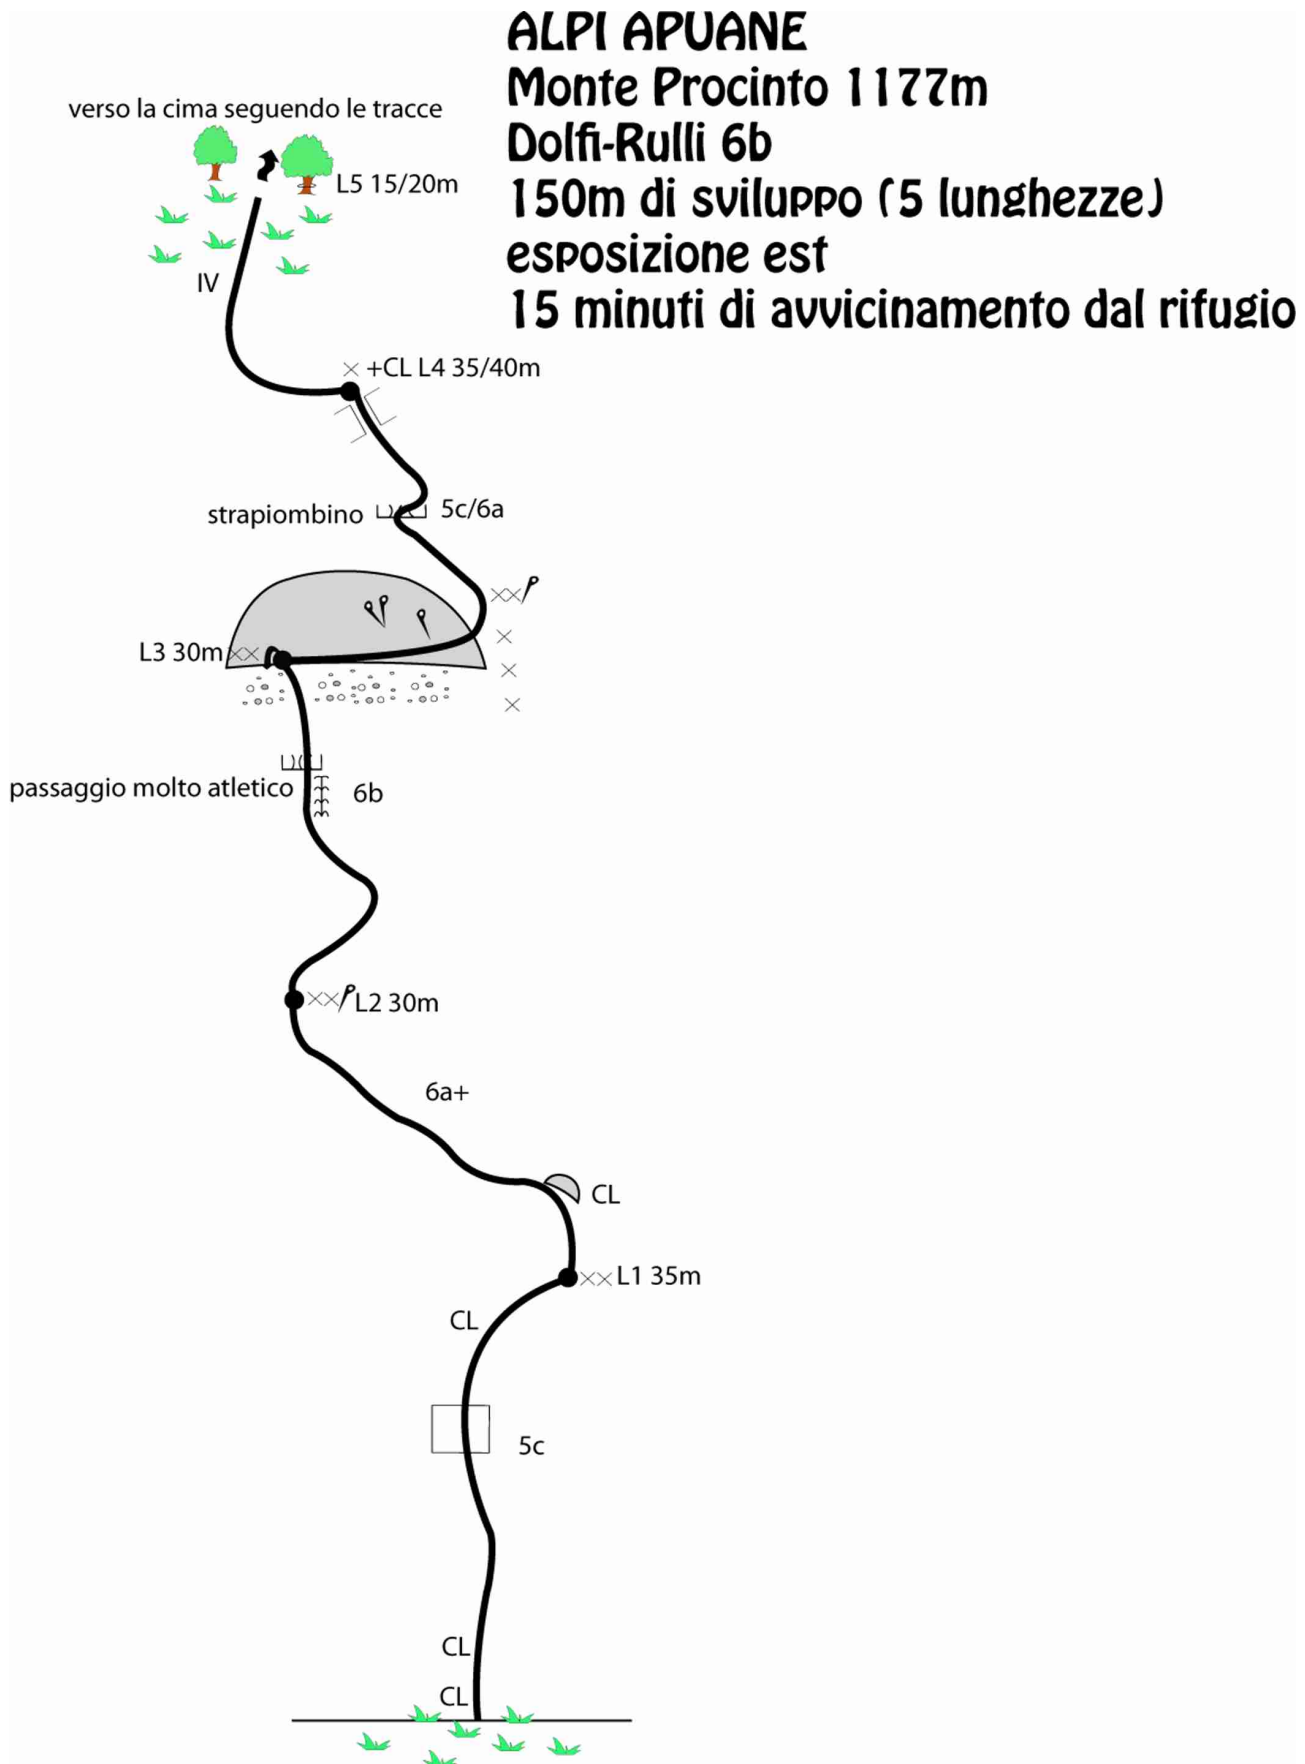 ALPI APUANE
Monte Procinto 1177m
Dolfi-Rulli 6b
150m di sviluppo (5 lunghezze)
esposizione est
15 minuti di avvicinamento dal rifugio
verso la cima seguendo le tracce
L5 15/20m
IV
+CL L4 35/40m
strapiombino
5c/6a
L3 30m
passaggio molto atletico
6b
L2 30m
6a+
CL
L1 35m
CL
5c
CL
CL